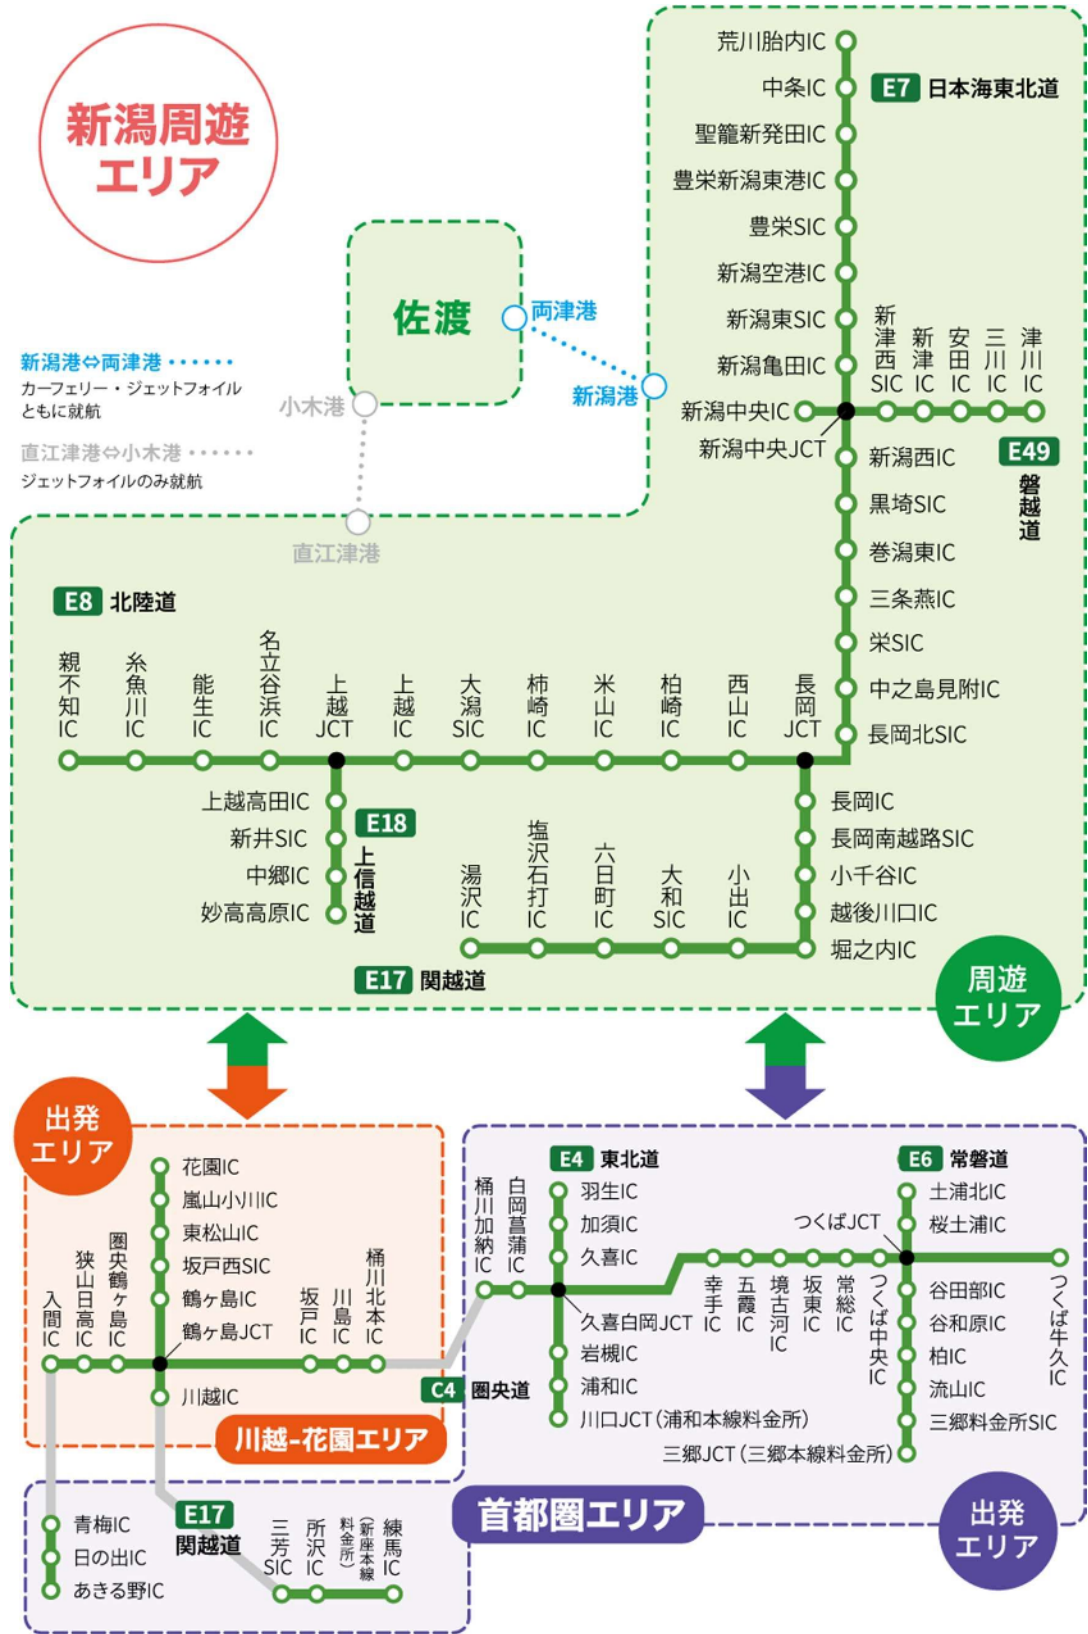 新潟周遊
エリア
荒川胎内IC
中条IC
E7 日本海東北道
聖籠新発田IC
豊栄新潟東港IC
豊栄SIC
新潟空港IC
新潟東SIC
新潟亀田IC
新潟中央IC
新潟中央JCT
新津西SIC
新津IC
安田IC
三川IC
津川IC
E49
磐越道
佐渡
両津港
新潟港
小木港
直江津港
新潟港⇔両津港 ······
カーフェリー・ジェットフォイル
ともに就航
直江津港⇔小木港 ······
ジェットフォイルのみ就航
新潟西IC
黒埼SIC
巻潟東IC
三条燕IC
栄SIC
中之島見附IC
長岡北SIC
E8 北陸道
親不知IC
糸魚川IC
能生IC
名立谷浜IC
上越JCT
上越IC
大潟SIC
柿崎IC
米山IC
柏崎IC
西山IC
長岡JCT
上越高田IC
新井SIC
中郷IC
妙高高原IC
E18
上信越道
長岡IC
長岡南越路SIC
小千谷IC
越後川口IC
堀之内IC
湯沢IC
塩沢石打IC
六日町IC
大和SIC
小出IC
E17 関越道
周遊
エリア
出発
エリア
花園IC
嵐山小川IC
東松山IC
坂戸西SIC
鶴ヶ島IC
鶴ヶ島JCT
川越IC
入間IC
狭山日高IC
圏央鶴ヶ島IC
坂戸IC
川島IC
桶川北本IC
川越-花園エリア
C4 圏央道
桶川加納IC
白岡菖蒲IC
E4 東北道
羽生IC
加須IC
久喜IC
久喜白岡JCT
岩槻IC
浦和IC
川口JCT（浦和本線料金所）
幸手IC
五霞IC
境古河IC
坂東IC
常総IC
つくば中央IC
つくばJCT
E6 常磐道
土浦北IC
桜土浦IC
谷田部IC
谷和原IC
柏IC
流山IC
三郷料金所SIC
三郷JCT（三郷本線料金所）
つくば牛久IC
青梅IC
日の出IC
あきる野IC
E17
関越道
三芳SIC
所沢IC
（新座本線
料金所）
練馬IC
首都圏エリア
出発
エリア